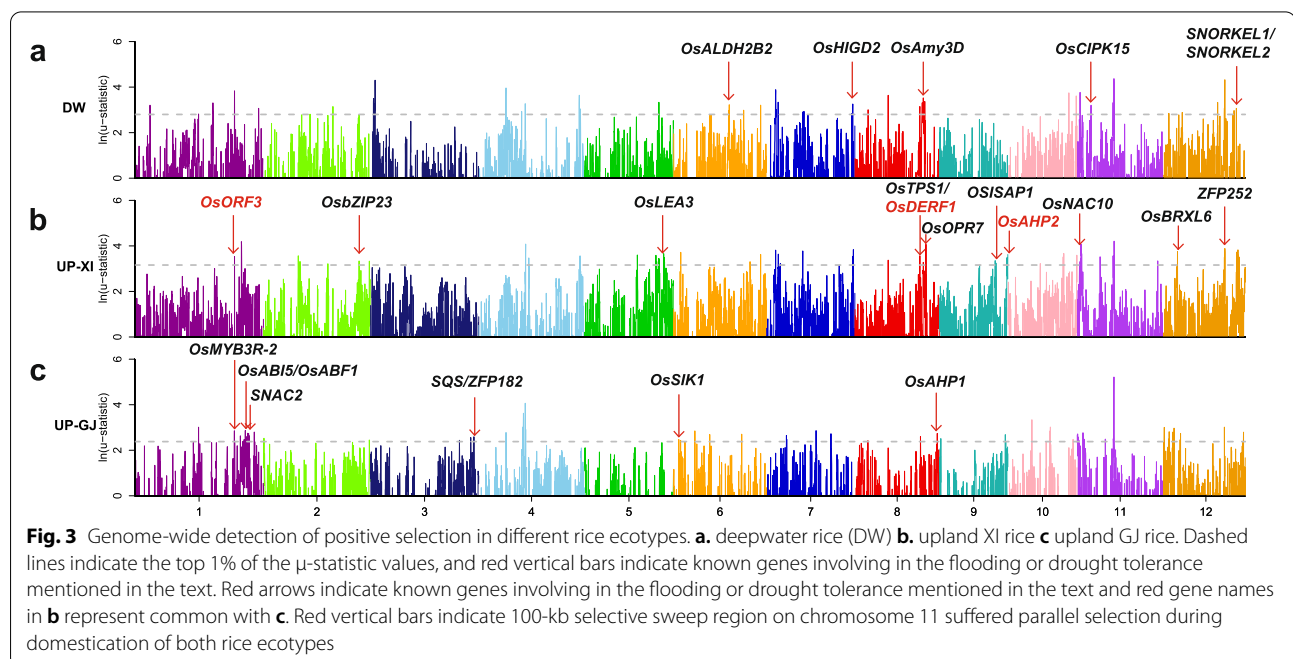 a
DW
ln(u−statistic)
6
4
2
0
OsALDH2B2
OsHIGD2
OsAmy3D
OsCIPK15
SNORKEL1/
SNORKEL2
b
UP-XI
ln(u−statistic)
6
4
2
0
OsORF3
OsbZIP23
OsLEA3
OsTPS1/
OsDERF1
OsOPR7
OSISAP1
OsAHP2
OsNAC10
OsBRXL6
ZFP252
c
UP-GJ
ln(u−statistic)
6
4
2
0
OsMYB3R-2
OsABI5/OsABF1
SNAC2
SQS/ZFP182
OsSIK1
OsAHP1
1 2 3 4 5 6 7 8 9 10 11 12
Fig. 3 Genome-wide detection of positive selection in different rice ecotypes. a. deepwater rice (DW) b. upland XI rice c upland GJ rice. Dashed
lines indicate the top 1% of the μ-statistic values, and red vertical bars indicate known genes involving in the flooding or drought tolerance
mentioned in the text. Red arrows indicate known genes involving in the flooding or drought tolerance mentioned in the text and red gene names
in b represent common with c. Red vertical bars indicate 100-kb selective sweep region on chromosome 11 suffered parallel selection during
domestication of both rice ecotypes